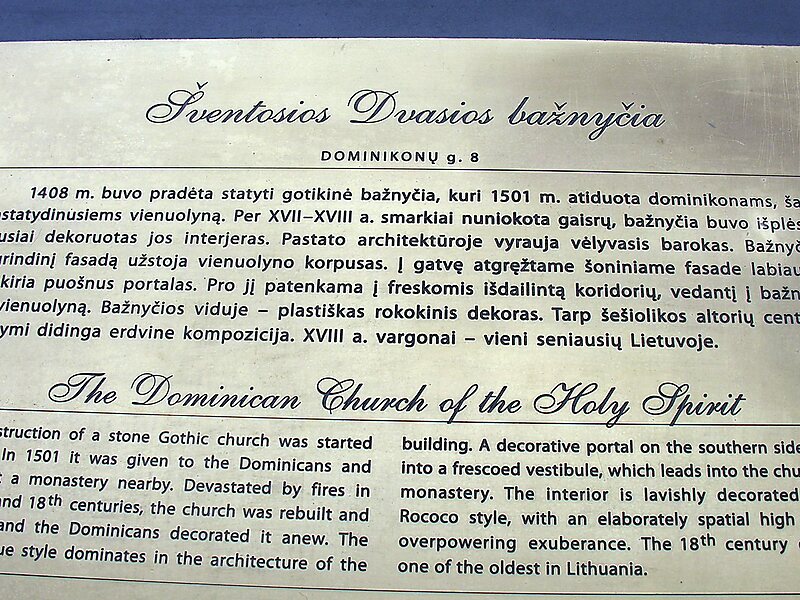 Šventosios Dvasios bažnyčia
DOMINIKONŲ g. 8
1408 m. buvo pradėta statyti gotikinė bažnyčia, kuri 1501 m. atiduota dominikonams, ša
astatydinusiems vienuolyną. Per XVII–XVIII a. smarkiai nuniokota gaisrų, bažnyčia buvo išplės
usiai dekoruotas jos interjeras. Pastato architektūroje vyrauja vėlyvasis barokas. Bažnyč
grindinį fasadą užstoja vienuolyno korpusas. Į gatvę atgręžtame šoniniame fasade labiau
kiria puošnus portalas. Pro jį patenkama į freskomis išdailintą koridorių, vedantį į bažn
vienuolyną. Bažnyčios viduje – plastiškas rokokinis dekoras. Tarp šešiolikos altorių cent
ymi didinga erdvine kompozicija. XVIII a. vargonai – vieni seniausių Lietuvoje.
The Dominican Church of the Holy Spirit
struction of a stone Gothic church was started
In 1501 it was given to the Dominicans and
t a monastery nearby. Devastated by fires in
and 18th centuries, the church was rebuilt and
and the Dominicans decorated it anew. The
ue style dominates in the architecture of the
building. A decorative portal on the southern side
into a frescoed vestibule, which leads into the chu
monastery. The interior is lavishly decorated
Rococo style, with an elaborately spatial high
overpowering exuberance. The 18th century
one of the oldest in Lithuania.